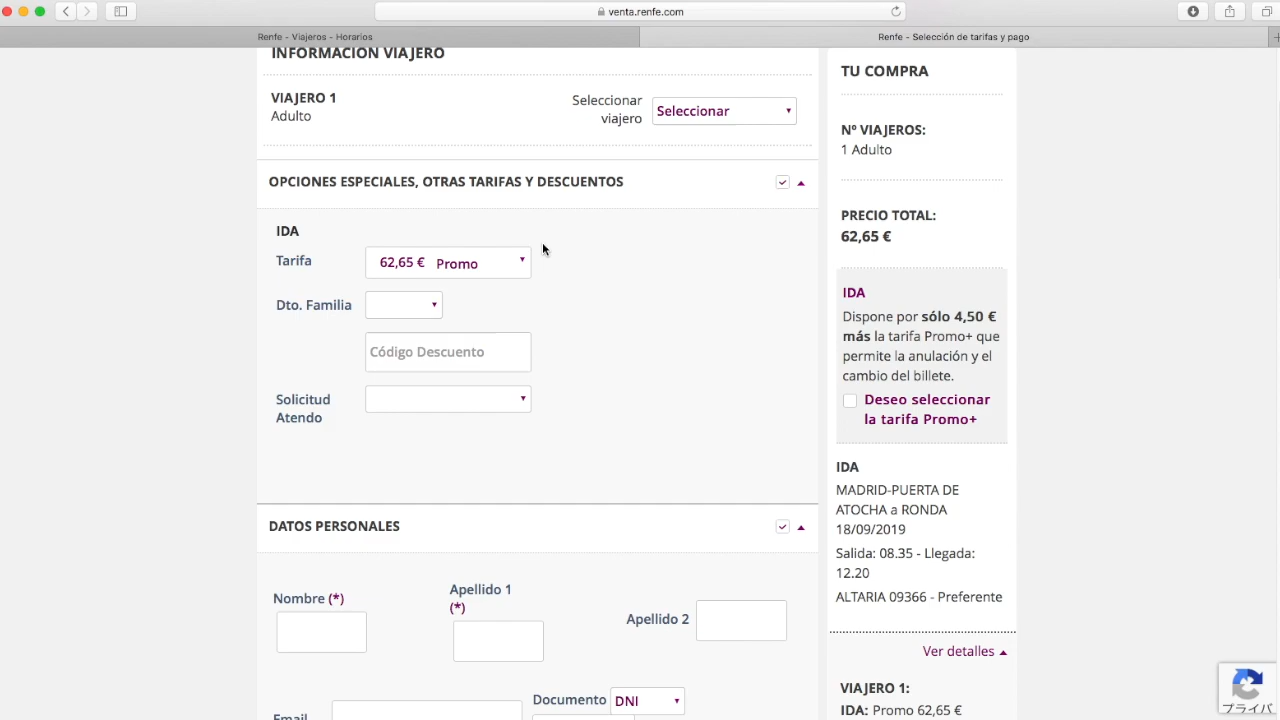 venta.renfe.com
Renfe - Viajeros - Horarios
Renfe - Selección de tarifas y pago
INFORMACION VIAJERO
VIAJERO 1
Adulto
Seleccionar
viajero
Seleccionar
OPCIONES ESPECIALES, OTRAS TARIFAS Y DESCUENTOS
IDA
Tarifa
62,65 € Promo
Dto. Familia
Código Descuento
Solicitud
Atendo
DATOS PERSONALES
Nombre (*)
Apellido 1
(*)
Apellido 2
Email
Documento
DNI
TU COMPRA
Nº VIAJEROS:
1 Adulto
PRECIO TOTAL:
62,65 €
IDA
Dispone por sólo 4,50 €
más la tarifa Promo+ que
permite la anulación y el
cambio del billete.
Deseo seleccionar
la tarifa Promo+
IDA
MADRID-PUERTA DE
ATOCHA a RONDA
18/09/2019
Salida: 08.35 - Llegada:
12.20
ALTARIA 09366 - Preferente
Ver detalles
VIAJERO 1:
IDA: Promo 62,65 €
プライバ